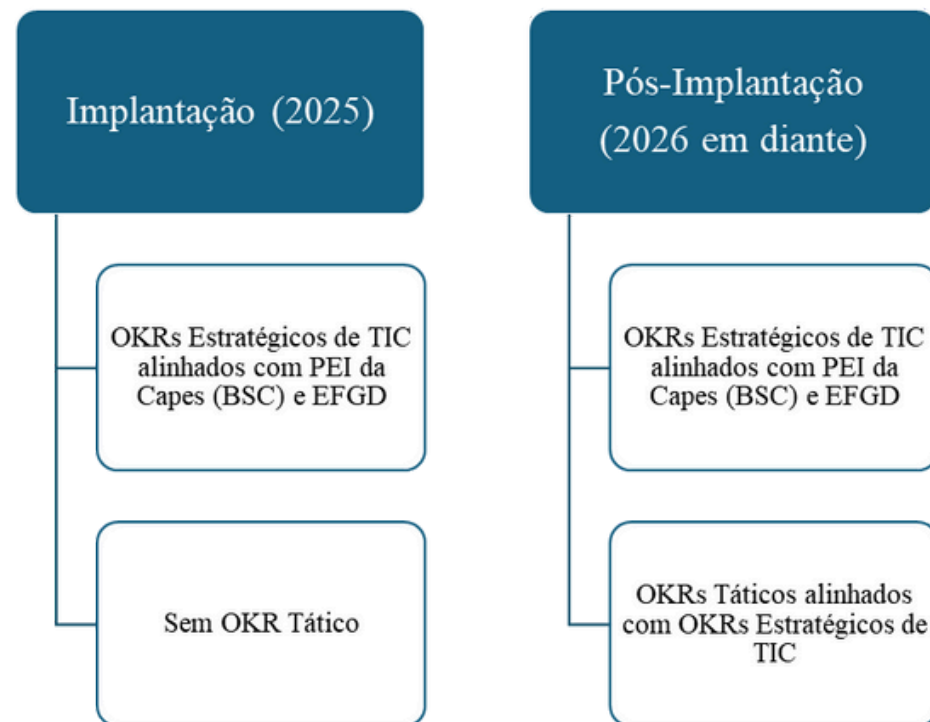 Implantação (2025)
OKRs Estratégicos de TIC
alinhados com PEI da
Capes (BSC) e EFGD
Sem OKR Tático
Pós-Implantação
(2026 em diante)
OKRs Estratégicos de TIC
alinhados com PEI da
Capes (BSC) e EFGD
OKRs Táticos alinhados
com OKRs Estratégicos de
TIC